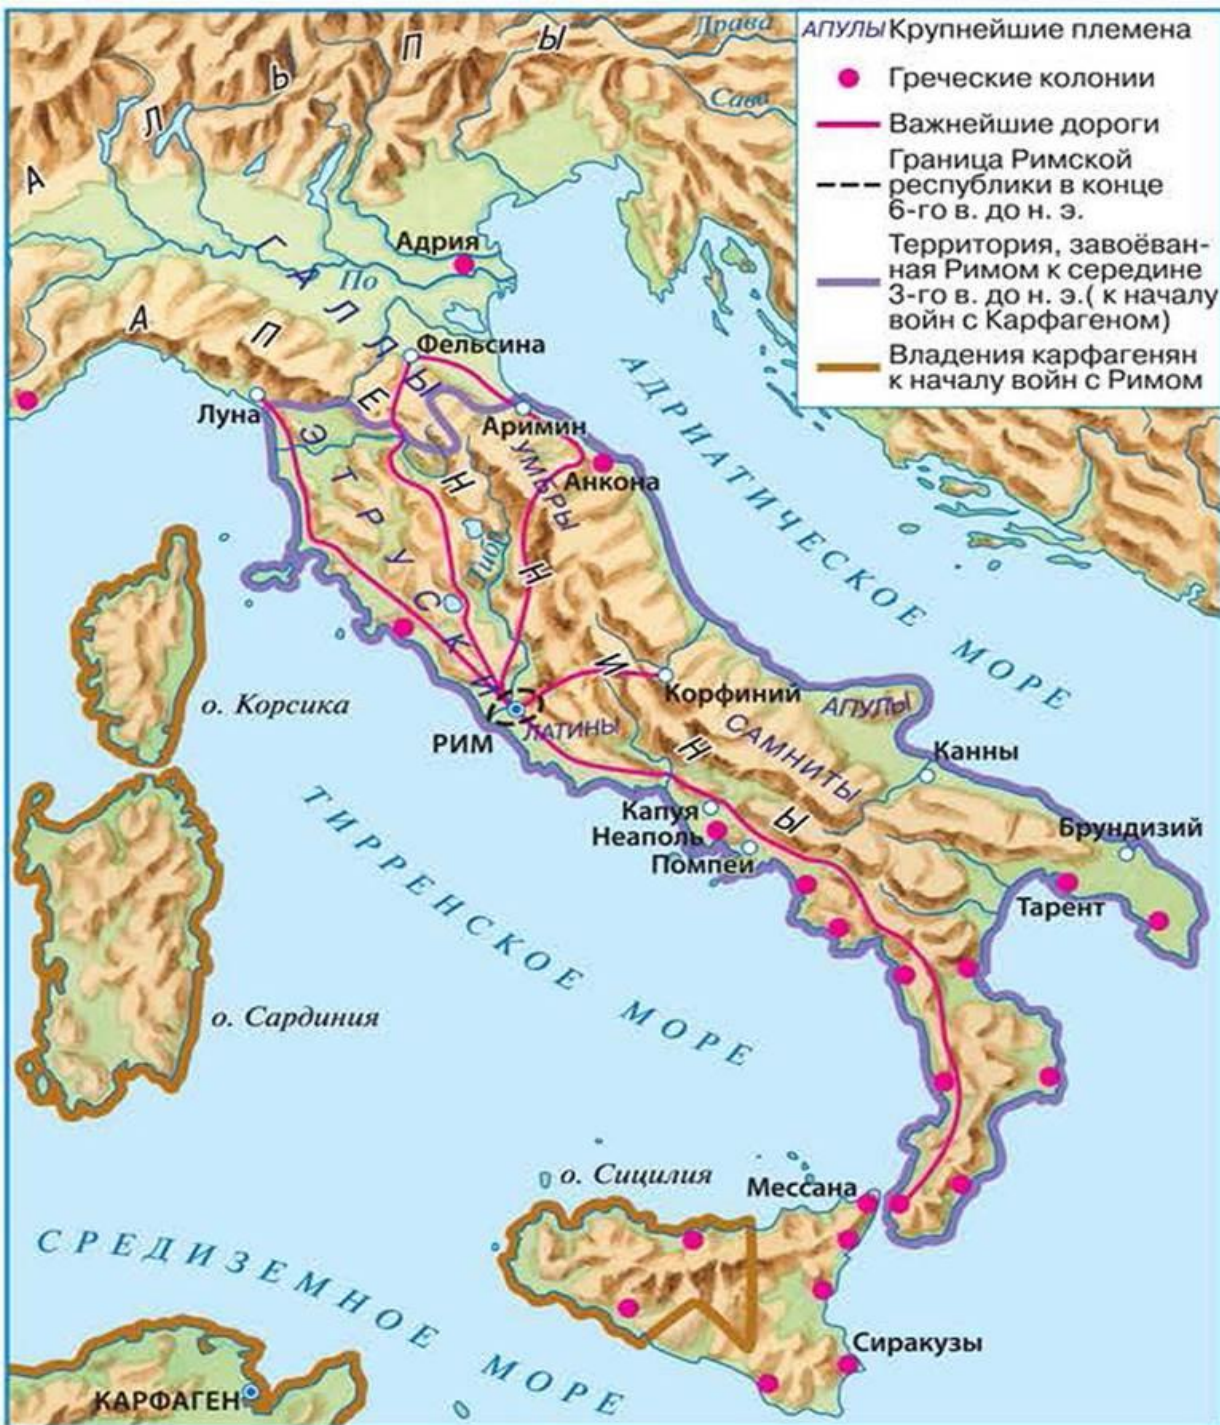 АПУЛЫ Крупнейшие племена
Греческие колонии
Важнейшие дороги
Граница Римской
республики в конце
6-го в. до н. э.
Территория, завоёван-
ная Римом к середине
3-го в. до н. э.( к началу
войн с Карфагеном)
Владения карфагенян
к началу войн с Римом
Драва
Сава
АЛЬПЫ
Адрия
ГАЛЛЫ
По
АПЕННИНЫ
Фельсина
Луна
Аримин
ЭТРУСКИ
УМБРЫ
Анкона
АДРИАТИЧЕСКОЕ МОРЕ
Тибр
о. Корсика
Корфиний
РИМ
ЛАТИНЫ
САМНИТЫ
АПУЛЫ
Канны
ТИРРЕНСКОЕ МОРЕ
Капуя
Неаполь
Помпеи
Брундизий
Тарент
о. Сардиния
о. Сицилия
Мессана
СРЕДИЗЕМНОЕ МОРЕ
Сиракузы
КАРФАГЕН